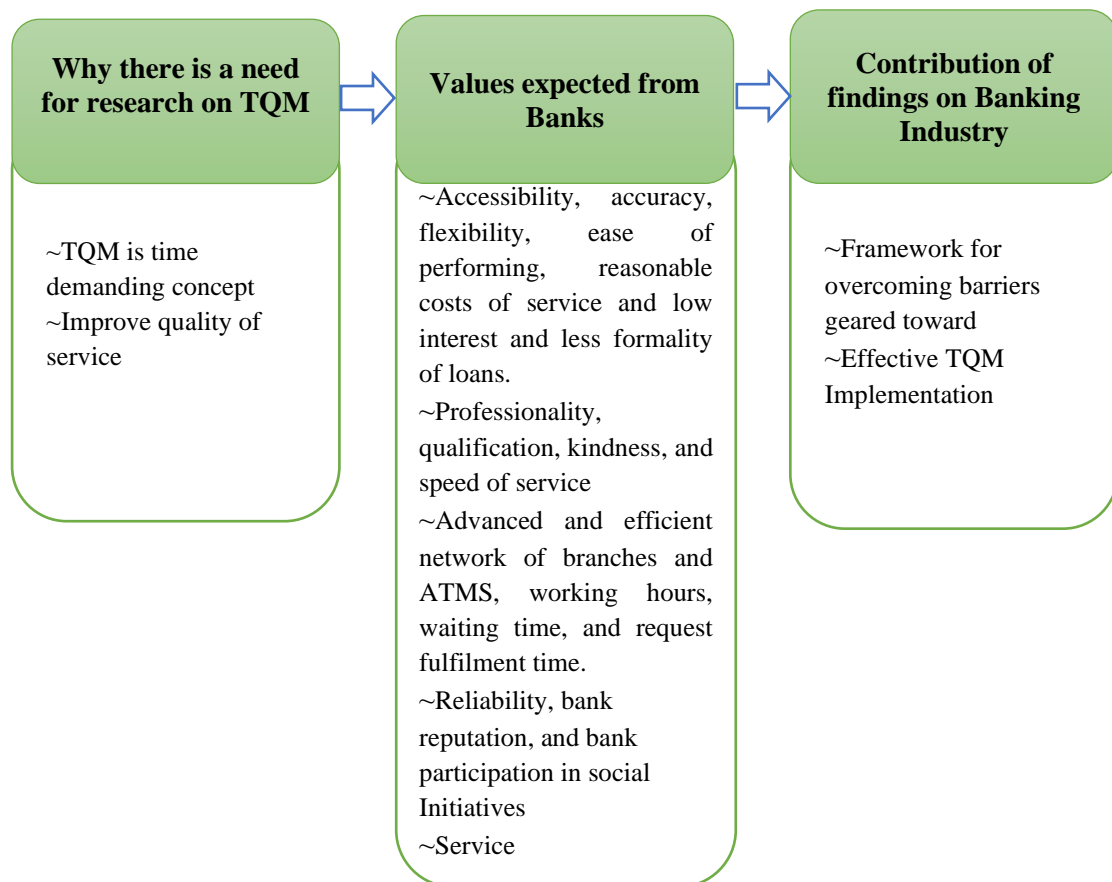 Why there is a need
for research on TQM
~TQM is time
demanding concept
~Improve quality of
service
Values expected from
Banks
~Accessibility, accuracy,
flexibility, ease of
performing, reasonable
costs of service and low
interest and less formality
of loans.
~Professionality,
qualification, kindness, and
speed of service
~Advanced and efficient
network of branches and
ATMS, working hours,
waiting time, and request
fulfilment time.
~Reliability, bank
reputation, and bank
participation in social
Initiatives
~Service
Contribution of
findings on Banking
Industry
~Framework for
overcoming barriers
geared toward
~Effective TQM
Implementation